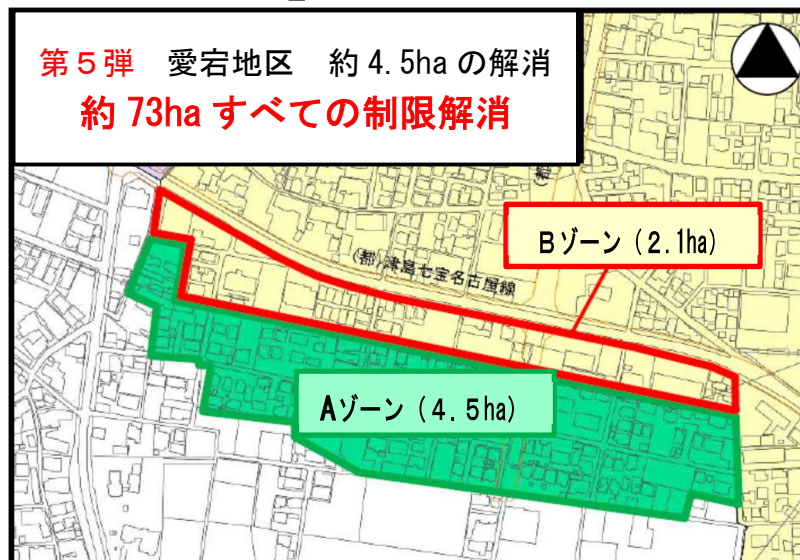 第５弾　愛宕地区　約 4.5ha の解消
約 73ha すべての制限解消
(都
Bゾーン（2.1ha）
(都)津島七宝名古屋線
Aゾーン（4.5ha）